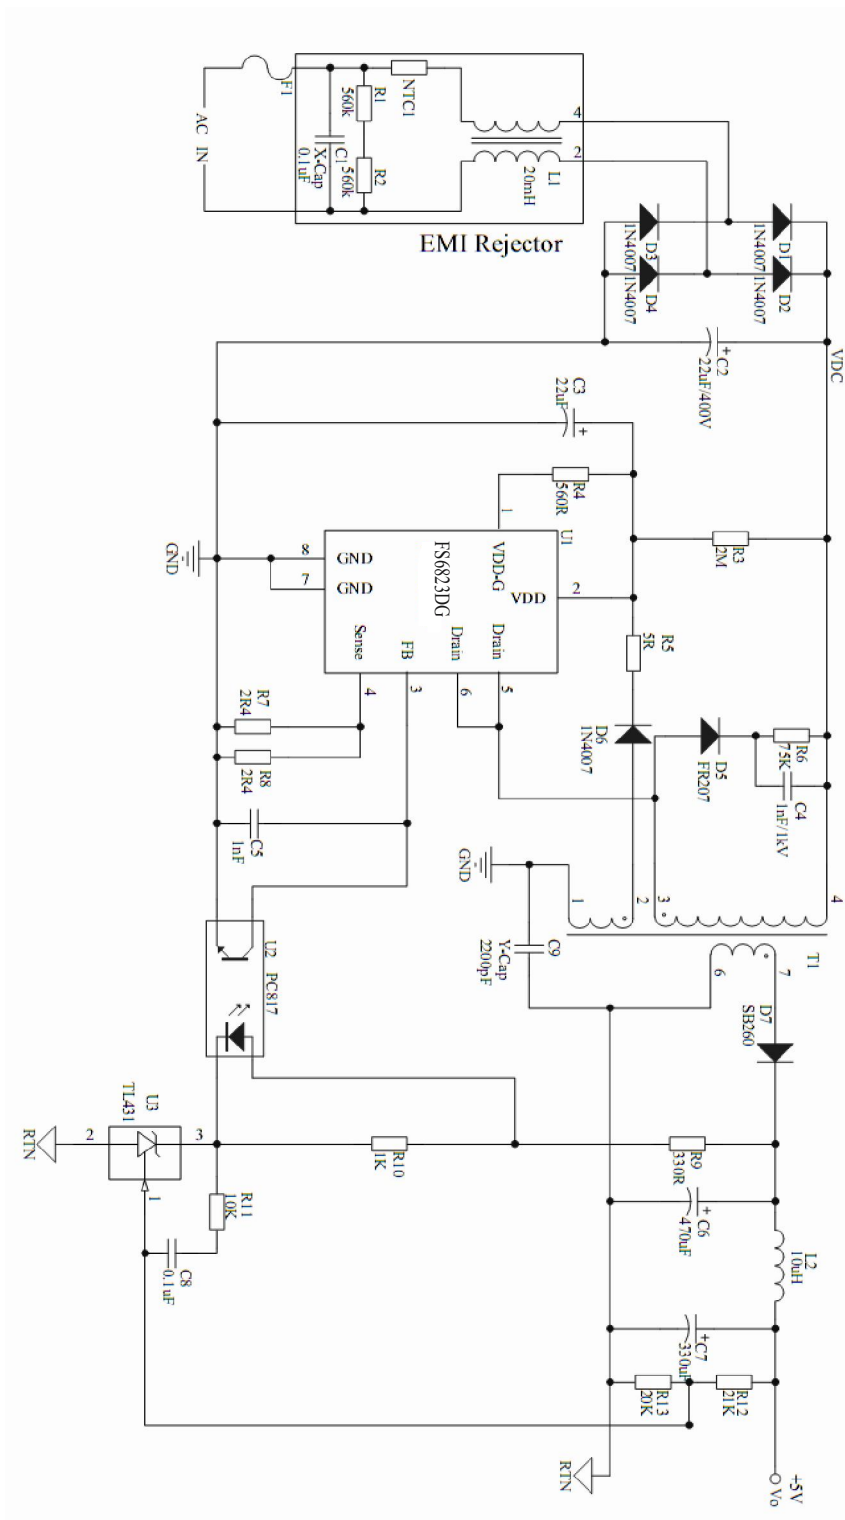 F1
AC IN
NTC1
R1
560k
R2
560k
C1
X-Cap
0.1uF
4
2
L1
20mH
EMI Rejector
D3
1N4007
D1
1N4007
D4
1N4007
D2
1N4007
VDC
C2
22uF/400V
+
C3
22uF
+
R4
560R
R3
2M
U1
FS6823DG
1
VDD-G
VDD
2
8
GND
7
GND
GND
Sense
4
FB
3
Drain
6
Drain
5
R5
5R
D6
1N4007
D5
FR207
R6
75K
C4
1nF/1kV
R7
2R4
R8
2R4
C5
1nF
GND
1
2
3
4
T1
6
7
C9
Y-Cap
2200pF
D7
SB260
U2
PC817
U3
TL431
2
3
1
RTN
R10
1K
R9
330R
R11
10K
C8
0.1uF
+
C6
470uF
L2
10uH
+
C7
330uF
R13
20K
R12
21K
RTN
+5V
Vo